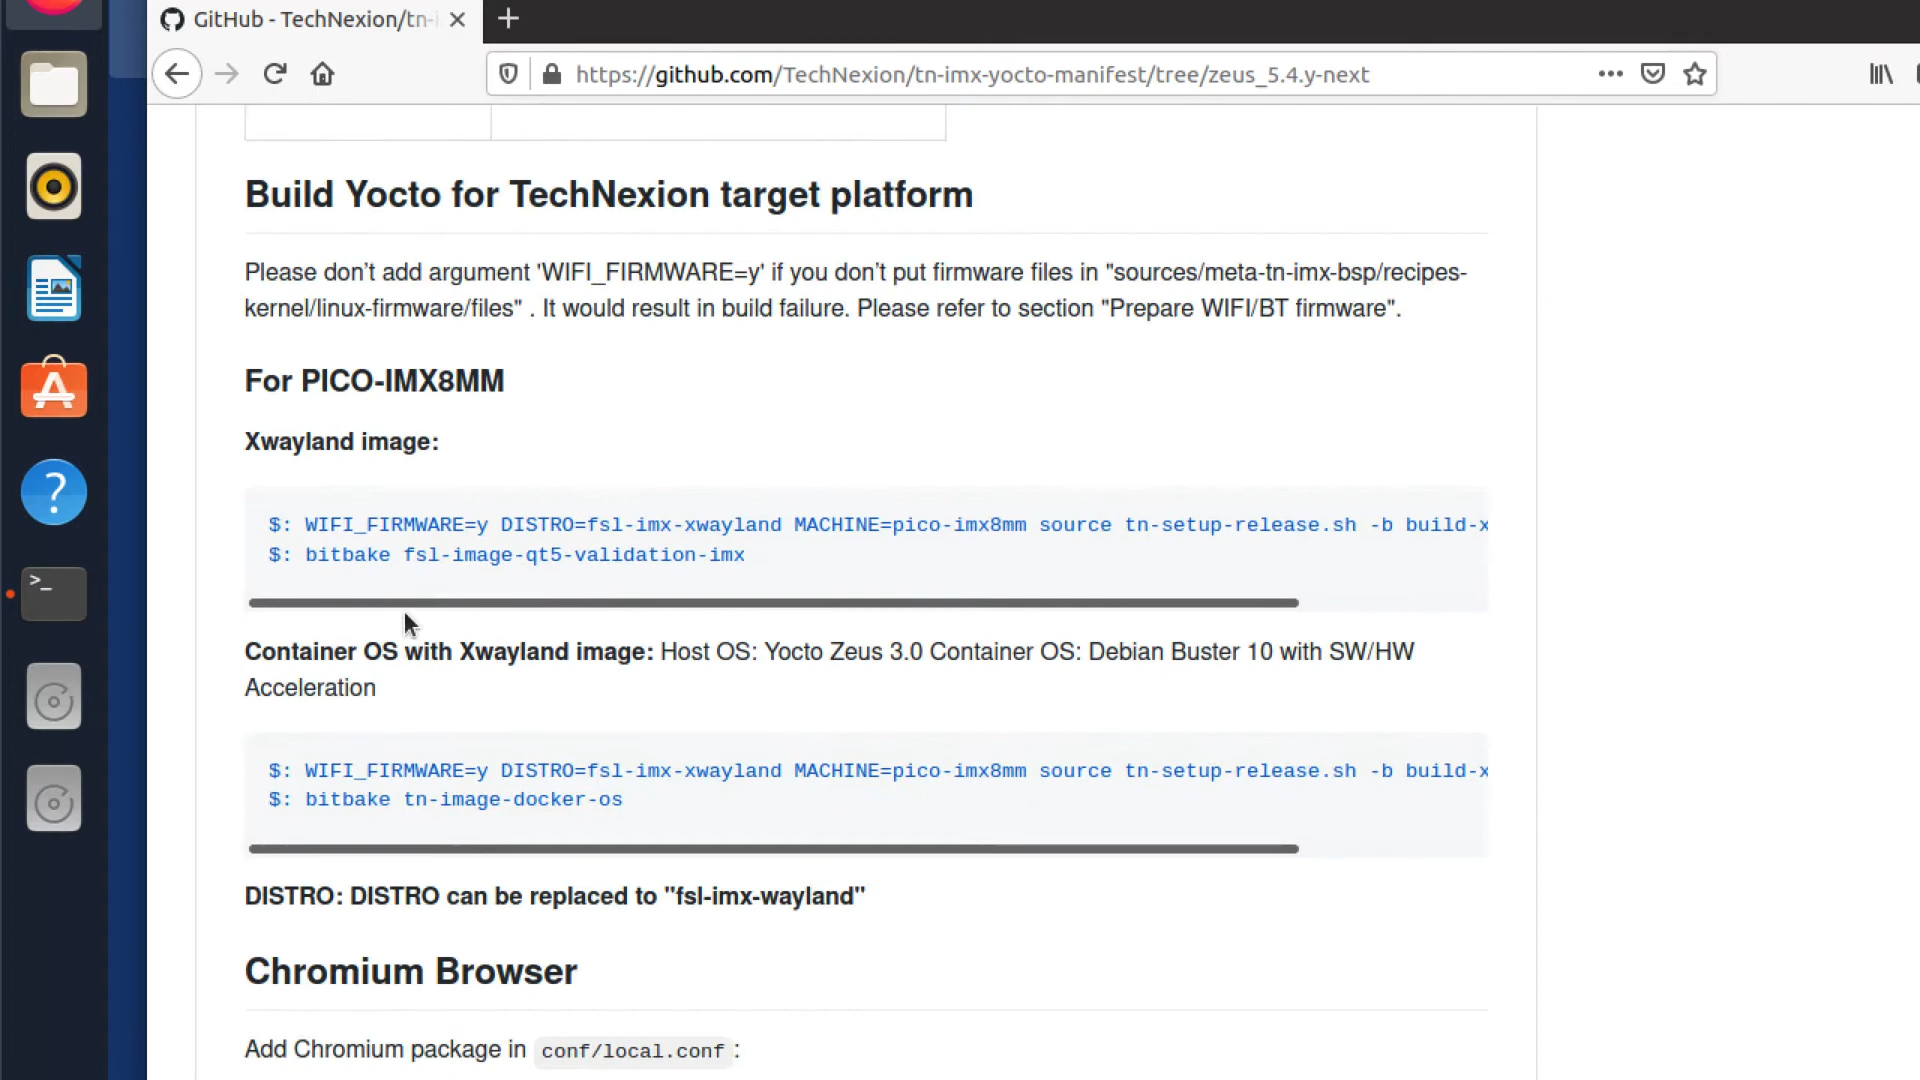 GitHub - TechNexion/tn-i
https://github.com/TechNexion/tn-imx-yocto-manifest/tree/zeus_5.4.y-next
Build Yocto for TechNexion target platform
Please don’t add argument 'WIFI_FIRMWARE=y' if you don’t put firmware files in "sources/meta-tn-imx-bsp/recipes-
kernel/linux-firmware/files" . It would result in build failure. Please refer to section "Prepare WIFI/BT firmware".
For PICO-IMX8MM
Xwayland image:
$: WIFI_FIRMWARE=y DISTRO=fsl-imx-xwayland MACHINE=pico-imx8mm source tn-setup-release.sh -b build-x
$: bitbake fsl-image-qt5-validation-imx
Container OS with Xwayland image: Host OS: Yocto Zeus 3.0 Container OS: Debian Buster 10 with SW/HW
Acceleration
$: WIFI_FIRMWARE=y DISTRO=fsl-imx-xwayland MACHINE=pico-imx8mm source tn-setup-release.sh -b build-x
$: bitbake tn-image-docker-os
DISTRO: DISTRO can be replaced to "fsl-imx-wayland"
Chromium Browser
Add Chromium package in conf/local.conf :